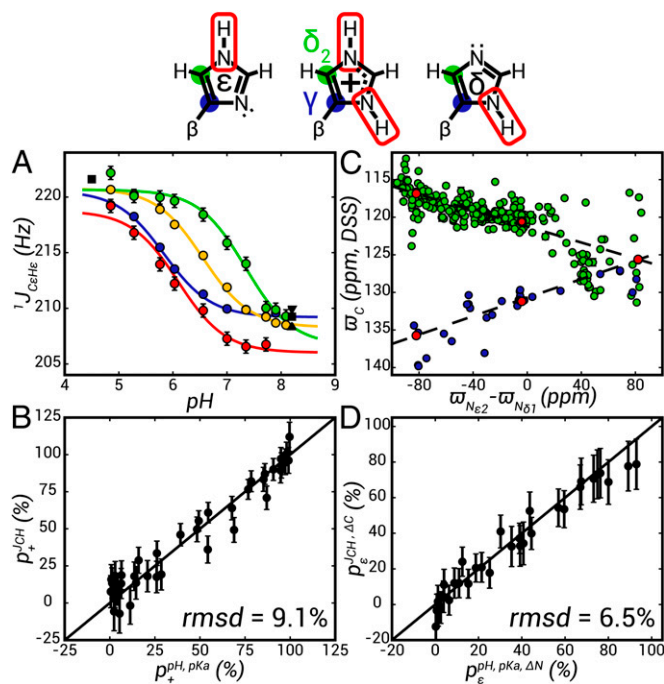 H H
H N H H N H H N̈ H
ε + δ
N: N N
H H
β β β
δ₂
γ
A
¹J_CεHε (Hz)
220
215
210
205
4 5 6 7 8 9
pH
C
ϖ_C (ppm, DSS)
115
120
125
130
135
140
-80 -40 0 40 80
ϖ_Nε2-ϖ_Nδ1 (ppm)
B
p₊^JCH (%)
125
100
75
50
25
0
-25
-25 0 25 50 75 100 125
p₊^pH, pKa (%)
rmsd = 9.1%
D
p_ε^JCH, ΔC (%)
100
80
60
40
20
0
-20
-20 0 20 40 60 80 100
p_ε^pH, pKa, ΔN (%)
rmsd = 6.5%